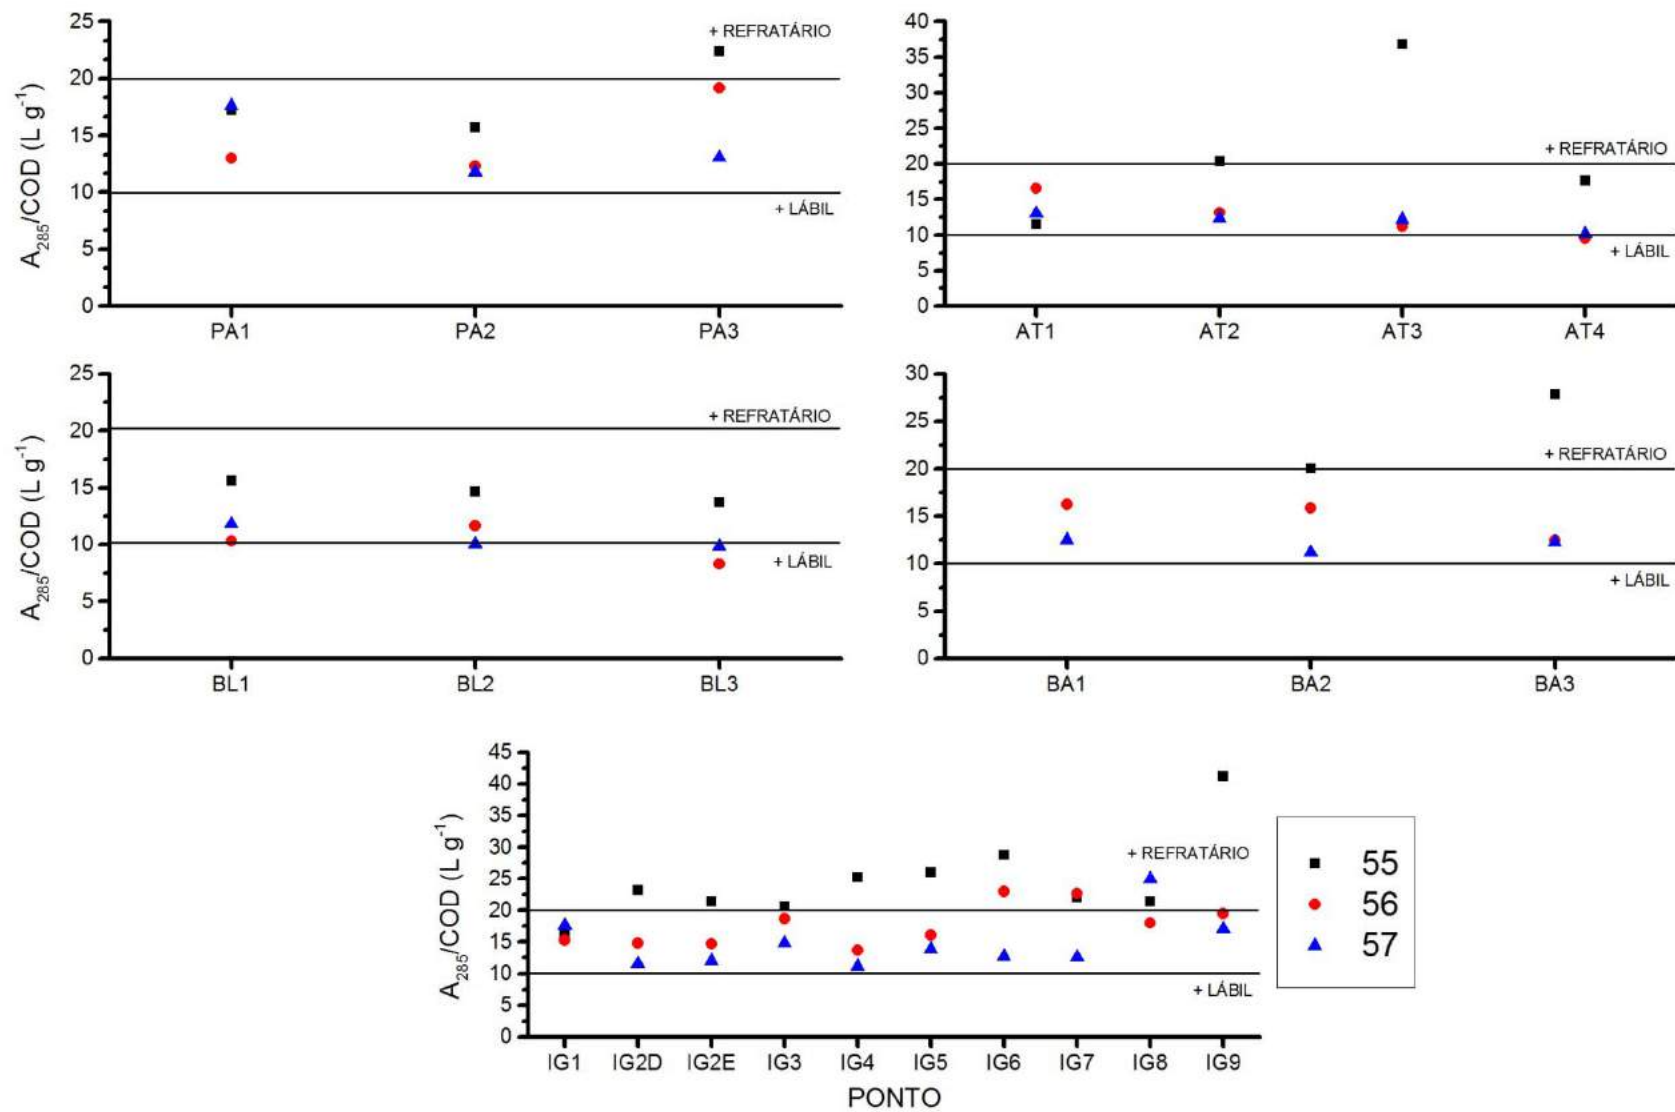 A₂₈₅/COD (L g⁻¹)
25
20
15
10
5
0
+ REFRATÁRIO
+ LÁBIL
PA1 PA2 PA3
40
35
30
25
20
15
10
5
0
+ REFRATÁRIO
+ LÁBIL
AT1 AT2 AT3 AT4
A₂₈₅/COD (L g⁻¹)
25
20
15
10
5
0
+ REFRATÁRIO
+ LÁBIL
BL1 BL2 BL3
30
25
20
15
10
5
0
+ REFRATÁRIO
+ LÁBIL
BA1 BA2 BA3
A₂₈₅/COD (L g⁻¹)
45
40
35
30
25
20
15
10
5
0
+ REFRATÁRIO
+ LÁBIL
IG1 IG2D IG2E IG3 IG4 IG5 IG6 IG7 IG8 IG9
PONTO
55
56
57